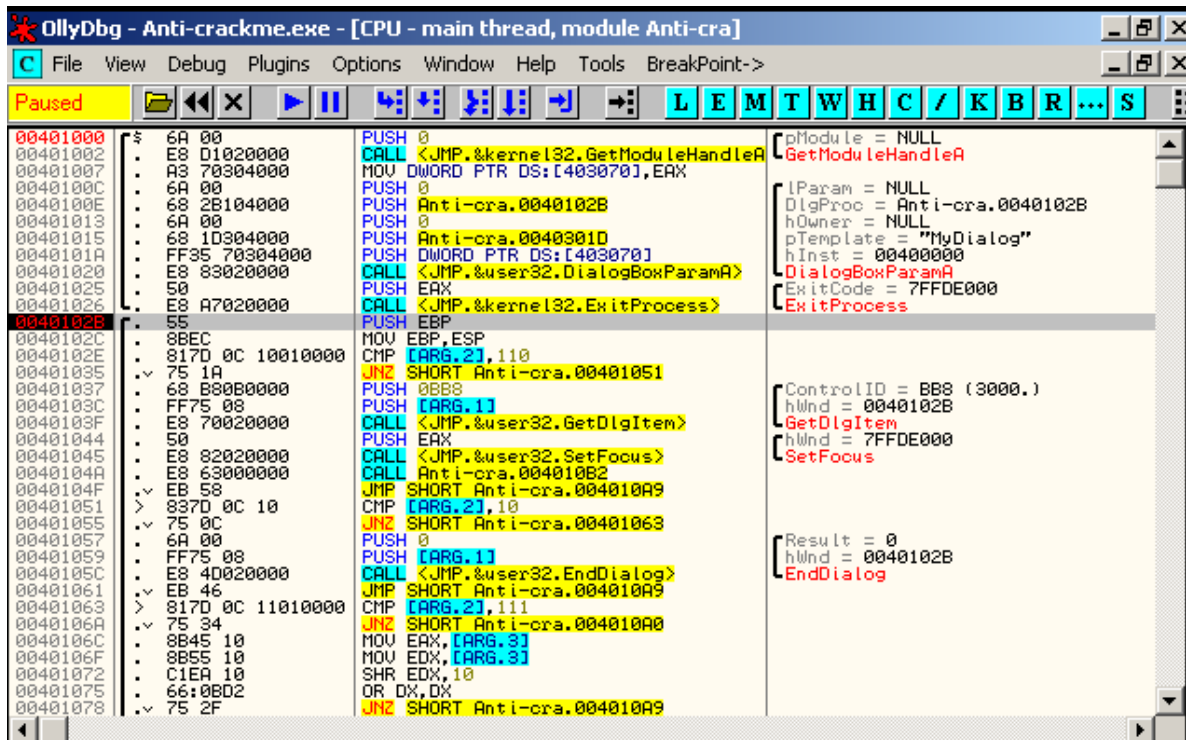 OllyDbg - Anti-crackme.exe - [CPU - main thread, module Anti-cra]
C File View Debug Plugins Options Window Help Tools BreakPoint->
Paused L E M T W H C / K B R ... S
00401000 $ 6A 00 PUSH 0 pModule = NULL
00401002 . E8 D1020000 CALL <JMP.&kernel32.GetModuleHandleA GetModuleHandleA
00401007 . A3 70304000 MOV DWORD PTR DS:[403070],EAX
0040100C . 6A 00 PUSH 0 lParam = NULL
0040100E . 68 2B104000 PUSH Anti-cra.0040102B DlgProc = Anti-cra.0040102B
00401013 . 6A 00 PUSH 0 hOwner = NULL
00401015 . 68 1D304000 PUSH Anti-cra.0040301D pTemplate = "MyDialog"
0040101A . FF35 70304000 PUSH DWORD PTR DS:[403070] hInst = 00400000
00401020 . E8 83020000 CALL <JMP.&user32.DialogBoxParamA> DialogBoxParamA
00401025 . 50 PUSH EAX ExitCode = 7FFDE000
00401026 . E8 A7020000 CALL <JMP.&kernel32.ExitProcess> ExitProcess
0040102B . 55 PUSH EBP
0040102C . 8BEC MOV EBP,ESP
0040102E . 817D 0C 10010000 CMP [ARG.2],110
00401035 .v 75 1A JNZ SHORT Anti-cra.00401051
00401037 . 68 B80B0000 PUSH 0BB8 ControlID = BB8 (3000.)
0040103C . FF75 08 PUSH [ARG.1] hWnd = 0040102B
0040103F . E8 70020000 CALL <JMP.&user32.GetDlgItem> GetDlgItem
00401044 . 50 PUSH EAX hWnd = 7FFDE000
00401045 . E8 82020000 CALL <JMP.&user32.SetFocus> SetFocus
0040104A . E8 63000000 CALL Anti-cra.004010B2
0040104F .v EB 58 JMP SHORT Anti-cra.004010A9
00401051 > 837D 0C 10 CMP [ARG.2],10
00401055 .v 75 0C JNZ SHORT Anti-cra.00401063
00401057 . 6A 00 PUSH 0 Result = 0
00401059 . FF75 08 PUSH [ARG.1] hWnd = 0040102B
0040105C . E8 4D020000 CALL <JMP.&user32.EndDialog> EndDialog
00401061 .v EB 46 JMP SHORT Anti-cra.004010A9
00401063 > 817D 0C 11010000 CMP [ARG.2],111
0040106A .v 75 34 JNZ SHORT Anti-cra.004010A0
0040106C . 8B45 10 MOV EAX,[ARG.3]
0040106F . 8B55 10 MOV EDX,[ARG.3]
00401072 . C1EA 10 SHR EDX,10
00401075 . 66:0BD2 OR DX,DX
00401078 .v 75 2F JNZ SHORT Anti-cra.004010A9